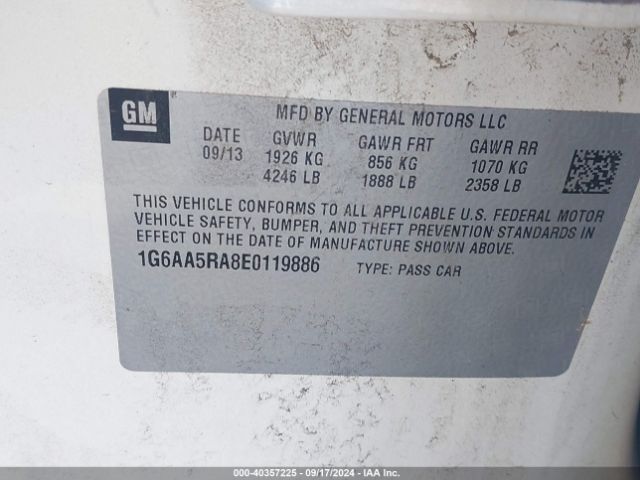 GM
MFD BY GENERAL MOTORS LLC
DATE GVWR GAWR FRT GAWR RR
09/13 1926 KG 856 KG 1070 KG
4246 LB 1888 LB 2358 LB
THIS VEHICLE CONFORMS TO ALL APPLICABLE U.S. FEDERAL MOTOR
VEHICLE SAFETY, BUMPER, AND THEFT PREVENTION STANDARDS IN
EFFECT ON THE DATE OF MANUFACTURE SHOWN ABOVE.
1G6AA5RA8E0119886 TYPE: PASS CAR
000-40357225 - 09/17/2024 - IAA Inc.